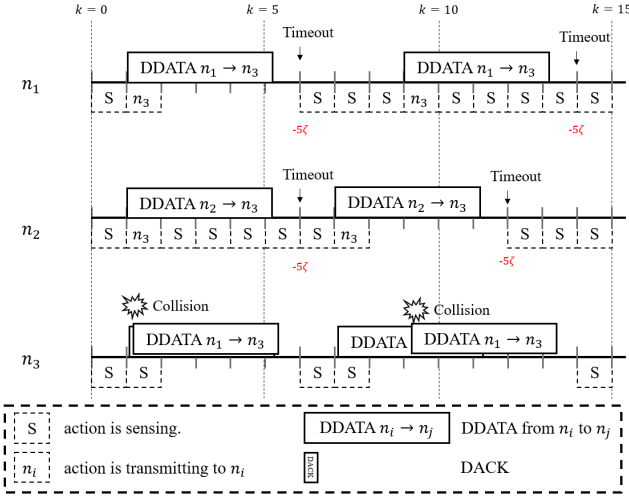 k = 0 k = 5 k = 10 k = 15
Timeout Timeout
DDATA n₁ → n₃ DDATA n₁ → n₃
n₁
S n₃ S S S n₃ S S S S S
-5ζ -5ζ
Timeout Timeout
DDATA n₂ → n₃ DDATA n₂ → n₃
n₂
S n₃ S S S S S n₃ S S S
-5ζ -5ζ
Collision Collision
DDATA n₁ → n₃ DDATA DDATA n₁ → n₃
n₃
S S S S S
S action is sensing. DDATA nᵢ → nⱼ DDATA from nᵢ to nⱼ
nᵢ action is transmitting to nᵢ DACK DACK